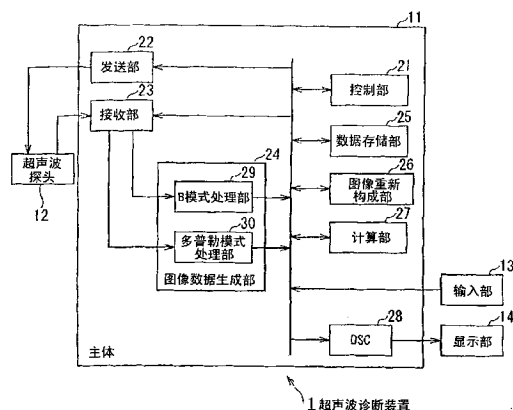 11
22
发送部
23
接收部
超声波
探头
12
24
29
B模式处理部
30
多普勒模式
处理部
图像数据生成部
21
控制部
25
数据存储部
26
图像重新
构成部
27
计算部
13
输入部
28
DSC
14
显示部
主体
1超声波诊断装置